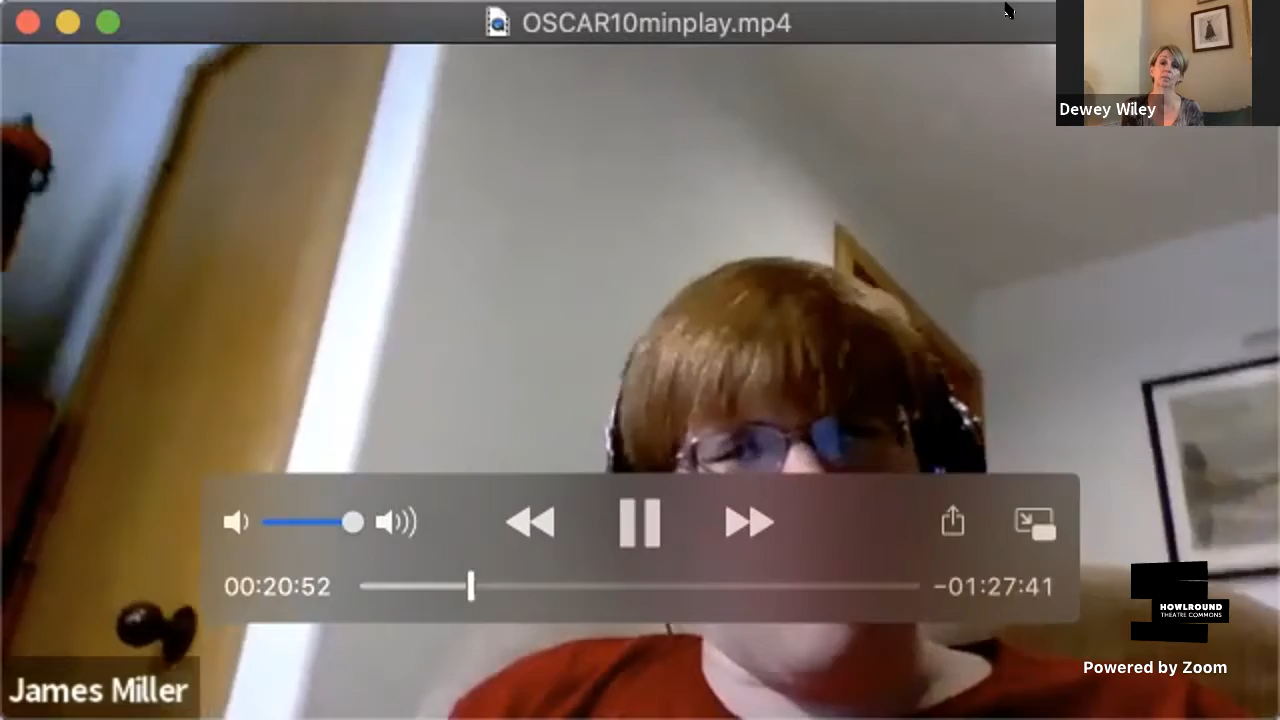 OSCAR10minplay.mp4
Dewey Wiley
00:20:52
-01:27:41
HOWLROUND
THEATRE COMMONS
Powered by Zoom
James Miller